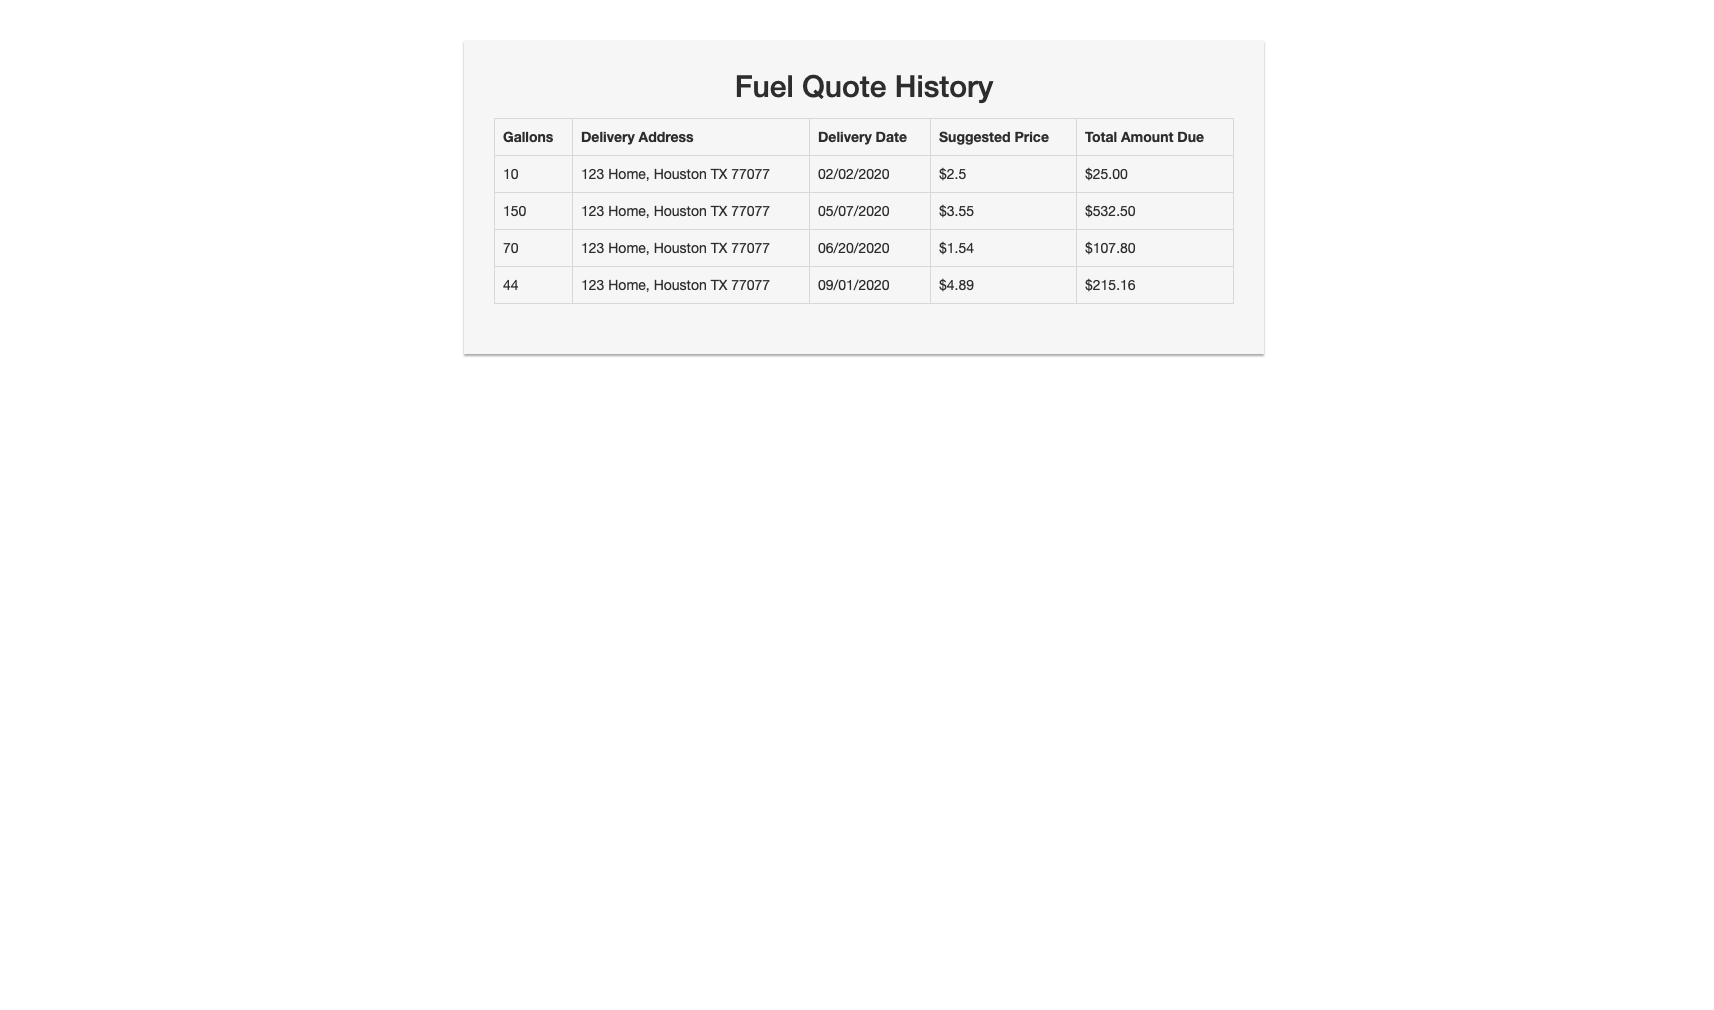 Fuel Quote History
Gallons Delivery Address Delivery Date Suggested Price Total Amount Due
10 123 Home, Houston TX 77077 02/02/2020 $2.5 $25.00
150 123 Home, Houston TX 77077 05/07/2020 $3.55 $532.50
70 123 Home, Houston TX 77077 06/20/2020 $1.54 $107.80
44 123 Home, Houston TX 77077 09/01/2020 $4.89 $215.16